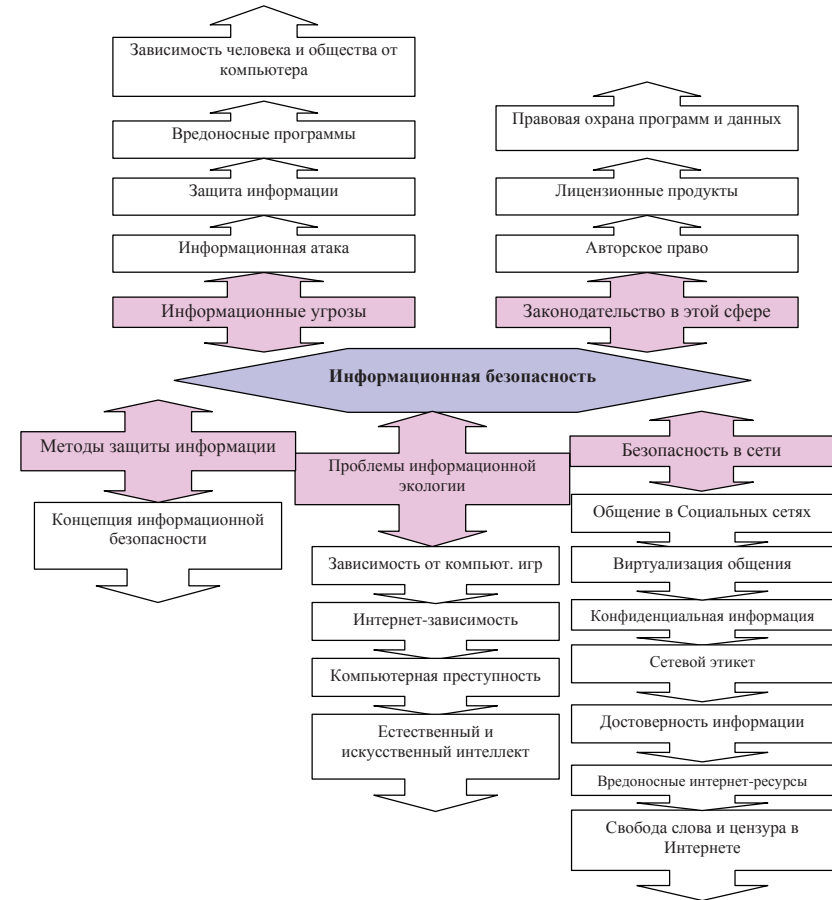 Зависимость человека и общества от
компьютера
Вредоносные программы
Защита информации
Информационная атака
Информационные угрозы
Правовая охрана программ и данных
Лицензионные продукты
Авторское право
Законодательство в этой сфере
Информационная безопасность
Методы защиты информации
Концепция информационной
безопасности
Проблемы информационной
экологии
Зависимость от компьют. игр
Интернет-зависимость
Компьютерная преступность
Естественный и
искусственный интеллект
Безопасность в сети
Общение в Социальных сетях
Виртуализация общения
Конфиденциальная информация
Сетевой этикет
Достоверность информации
Вредоносные интернет-ресурсы
Свобода слова и цензура в
Интернете